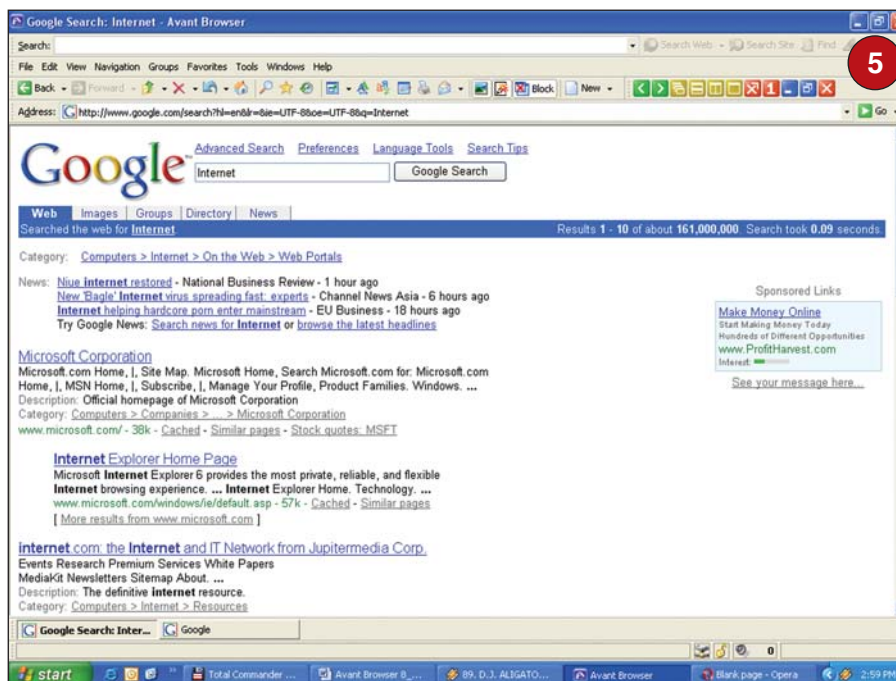 Google Search: Internet - Avant Browser
Search:
Search Web
Search Site
Find
5
File Edit View Navigation Groups Favorites Tools Windows Help
Back
Forward
Block
New
Address: http://www.google.com/search?hl=en&lr=&ie=UTF-8&oe=UTF-8&q=Internet
Go
Google
Advanced Search Preferences Language Tools Search Tips
Internet
Google Search
Web Images Groups Directory News
Searched the web for Internet. Results 1 - 10 of about 161,000,000. Search took 0.09 seconds.
Category: Computers > Internet > On the Web > Web Portals
News: Niue internet restored - National Business Review - 1 hour ago
New 'Bagle' Internet virus spreading fast: experts - Channel News Asia - 6 hours ago
Internet helping hardcore porn enter mainstream - EU Business - 18 hours ago
Try Google News: Search news for Internet or browse the latest headlines
Sponsored Links
Make Money Online
Start Making Money Today
Hundreds of Different Opportunities
www.ProfitHarvest.com
Interest:
See your message here...
Microsoft Corporation
Microsoft.com Home, |, Site Map. Microsoft Home, Search Microsoft.com for: Microsoft.com
Home, |, MSN Home, |, Subscribe, |, Manage Your Profile, Product Families. Windows. ...
Description: Official homepage of Microsoft Corporation
Category: Computers > Companies > ... > Microsoft Corporation
www.microsoft.com/ - 38k - Cached - Similar pages - Stock quotes: MSFT
Internet Explorer Home Page
Microsoft Internet Explorer 6 provides the most private, reliable, and flexible
Internet browsing experience. ... Internet Explorer Home. Technology. ...
www.microsoft.com/windows/ie/default.asp - 57k - Cached - Similar pages
[ More results from www.microsoft.com ]
internet.com: the Internet and IT Network from Jupitermedia Corp.
Events Research Premium Services White Papers
MediaKit Newsletters Sitemap About. ...
Description: The definitive internet resource.
Category: Computers > Internet > Resources
Google Search: Inter...
Google
0
start
Total Commander ...
Avant Browser 8_...
89. D.J. ALIGATO...
Avant Browser
Blank page - Opera
2:59 PM